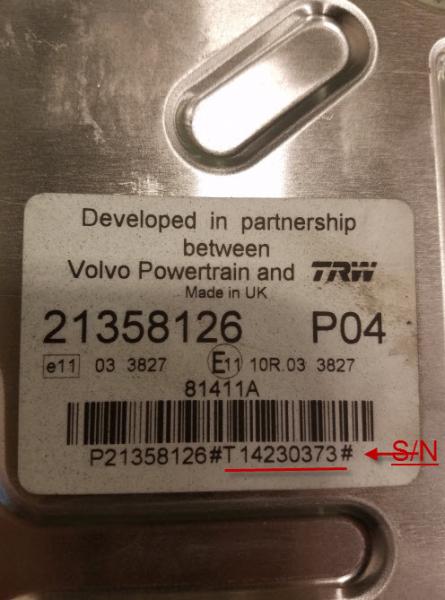 Developed in partnership
between
Volvo Powertrain and TRW
Made in UK
21358126 P04
e11 03 3827 E11 10R.03 3827
81411A
P21358126#T14230373# S/N